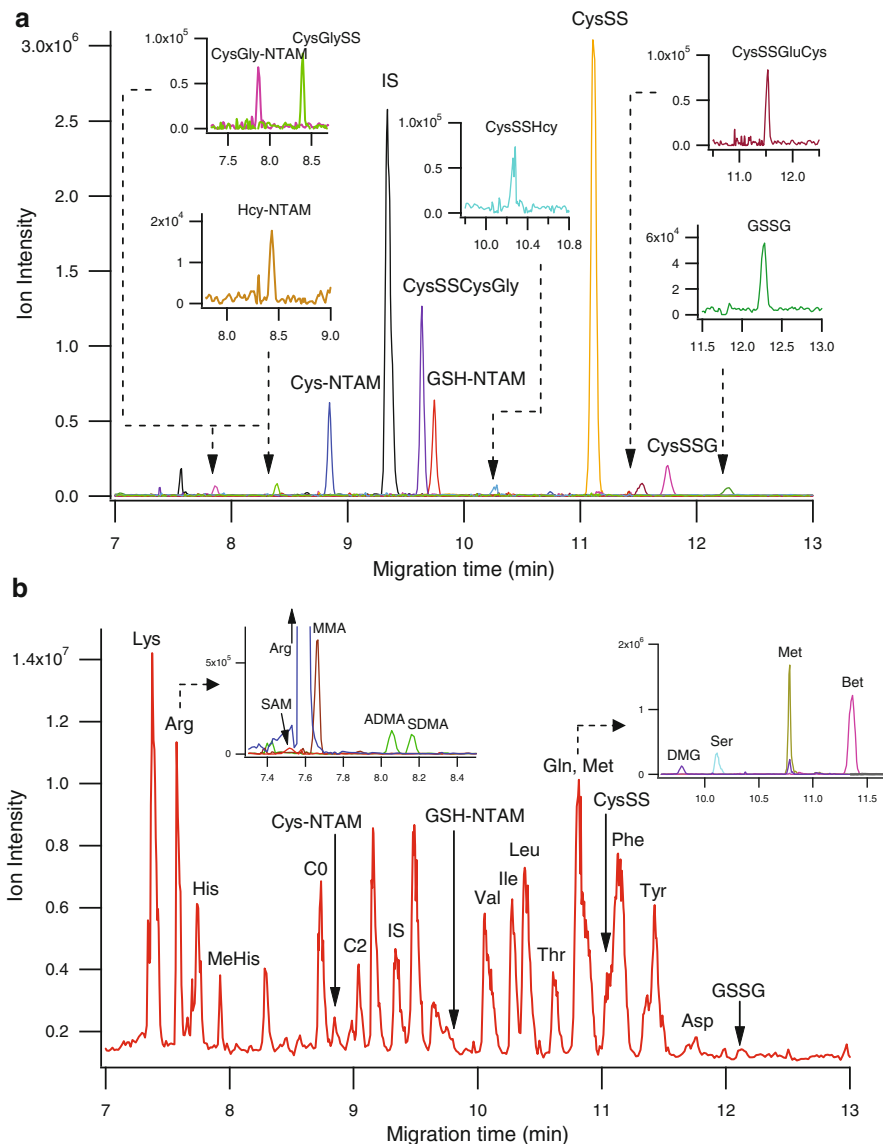 a
CysSS
3.0x10⁶
2.5
2.0
1.5
1.0
0.5
0.0
Ion Intensity
1.0x10⁵
0.5
0.0
CysGly-NTAM
CysGlySS
7.5 8.0 8.5
IS
1.0x10⁵
0.5
0.0
CysSSHcy
10.0 10.4 10.8
1.0x10⁵
0.5
0.0
CysSSGluCys
11.0 12.0
Hcy-NTAM
2x10⁴
1
0
8.0 8.5 9.0
GSSG
6x10⁴
4
2
0
11.5 12.0 12.5 13.0
CysSSCysGly
Cys-NTAM
GSH-NTAM
CysSSG
7 8 9 10 11 12 13
Migration time (min)
b
Lys
1.4x10⁷
12
1.0
0.8
0.6
0.4
0.2
Ion Intensity
Arg
5x10⁵
0
Arg
MMA
SAM
ADMA
SDMA
7.4 7.6 7.8 8.0 8.2 8.4
2x10⁶
1
0
Met
Bet
DMG
Ser
10.0 10.5 11.0 11.5
Gln, Met
Cys-NTAM
GSH-NTAM
CysSS
Phe
Leu
Ile
Val
C0
His
Tyr
MeHis
C2
IS
Thr
GSSG
Asp
7 8 9 10 11 12 13
Migration time (min)